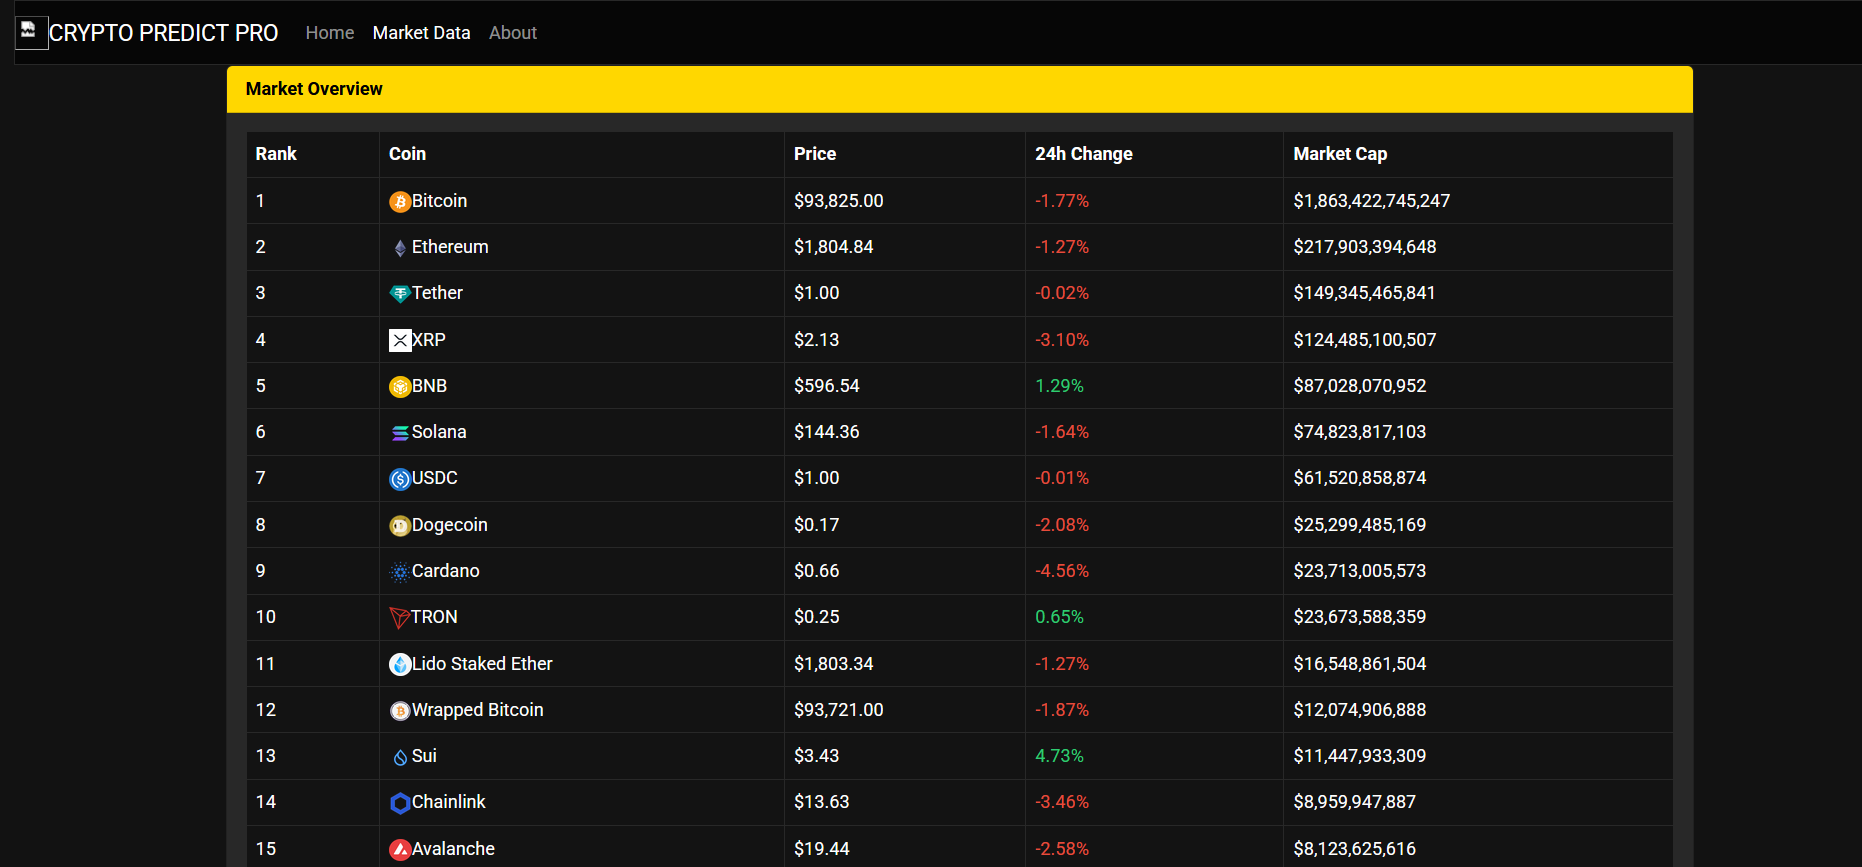 CRYPTO PREDICT PRO Home Market Data About
Market Overview
Rank Coin Price 24h Change Market Cap
1 Bitcoin $93,825.00 -1.77% $1,863,422,745,247
2 Ethereum $1,804.84 -1.27% $217,903,394,648
3 Tether $1.00 -0.02% $149,345,465,841
4 XRP $2.13 -3.10% $124,485,100,507
5 BNB $596.54 1.29% $87,028,070,952
6 Solana $144.36 -1.64% $74,823,817,103
7 USDC $1.00 -0.01% $61,520,858,874
8 Dogecoin $0.17 -2.08% $25,299,485,169
9 Cardano $0.66 -4.56% $23,713,005,573
10 TRON $0.25 0.65% $23,673,588,359
11 Lido Staked Ether $1,803.34 -1.27% $16,548,861,504
12 Wrapped Bitcoin $93,721.00 -1.87% $12,074,906,888
13 Sui $3.43 4.73% $11,447,933,309
14 Chainlink $13.63 -3.46% $8,959,947,887
15 Avalanche $19.44 -2.58% $8,123,625,616